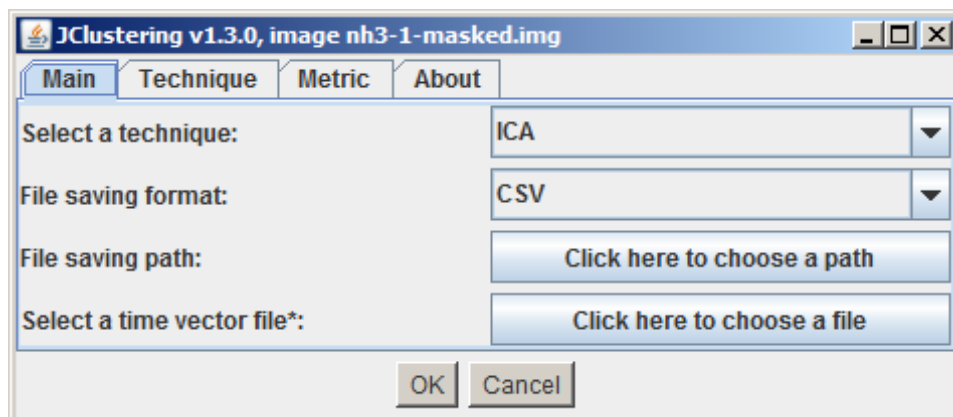 JClustering v1.3.0, image nh3-1-masked.img
Main Technique Metric About
Select a technique: ICA
File saving format: CSV
File saving path: Click here to choose a path
Select a time vector file*: Click here to choose a file
OK Cancel